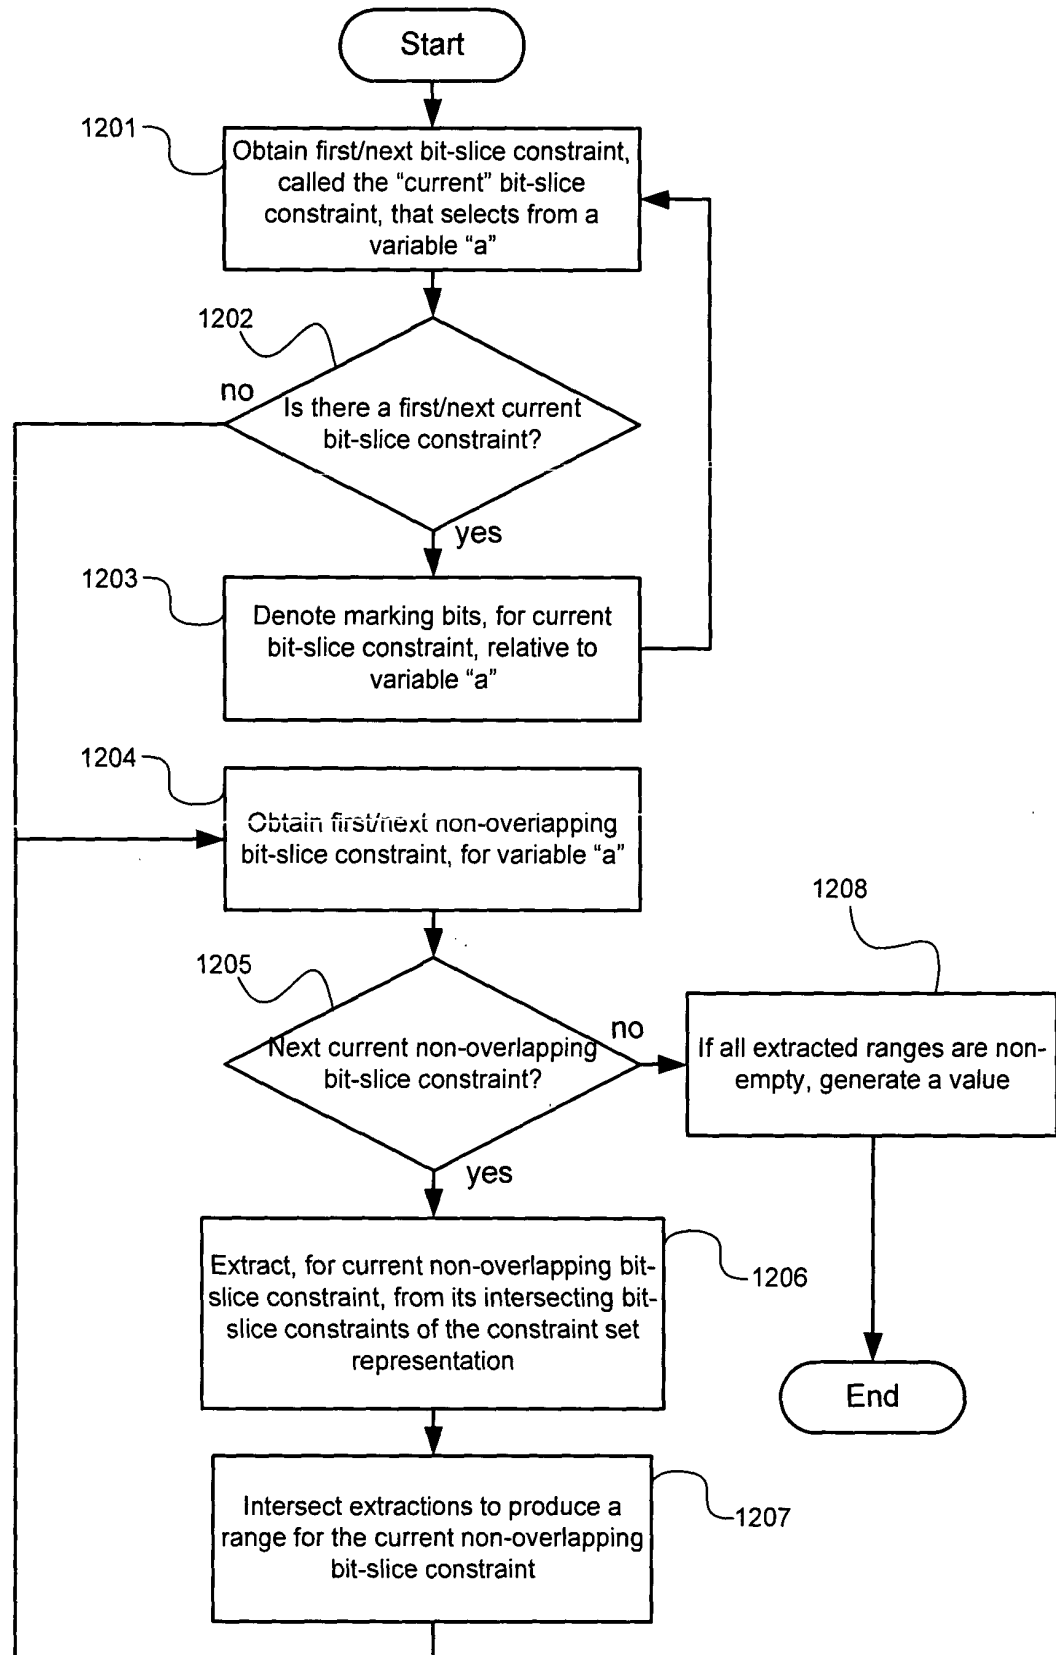 Start
1201
Obtain first/next bit-slice constraint,
called the “current” bit-slice
constraint, that selects from a
variable “a”
1202
no
Is there a first/next current
bit-slice constraint?
yes
1203
Denote marking bits, for current
bit-slice constraint, relative to
variable “a”
1204
Obtain first/next non-overlapping
bit-slice constraint, for variable “a”
1208
1205
no
Next current non-overlapping
bit-slice constraint?
If all extracted ranges are non-
empty, generate a value
yes
Extract, for current non-overlapping bit-
slice constraint, from its intersecting bit-
slice constraints of the constraint set
representation
1206
End
Intersect extractions to produce a
range for the current non-overlapping
bit-slice constraint
1207